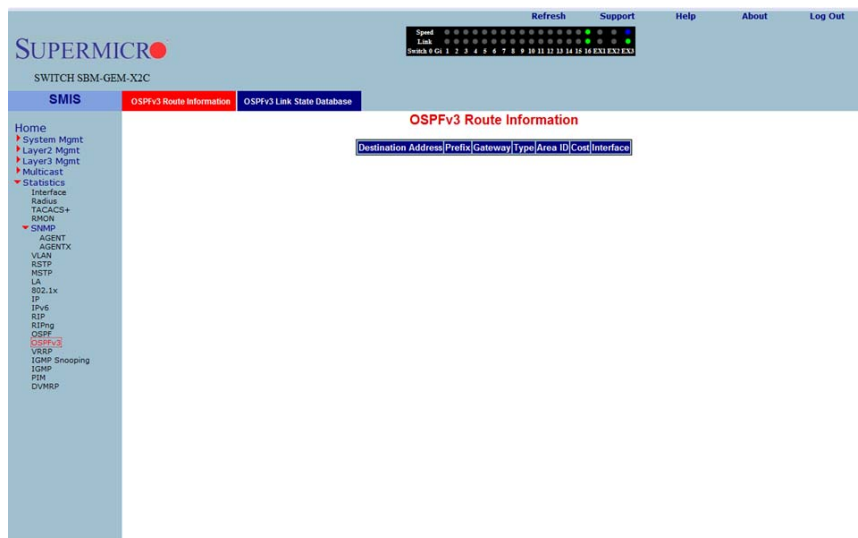 Refresh Support Help About Log Out
Speed
Link
Switch 0 Gi 1 2 3 4 5 6 7 8 9 10 11 12 13 14 15 16 EX1 EX2 EX3
SUPERMICRO
SWITCH SBM-GEM-X2C
SMIS
OSPFv3 Route Information OSPFv3 Link State Database
OSPFv3 Route Information
Destination Address Prefix Gateway Type Area ID Cost Interface
Home
System Mgmt
Layer2 Mgmt
Layer3 Mgmt
Multicast
Statistics
Interface
Radius
TACACS+
RMON
SNMP
AGENT
AGENTX
VLAN
RSTP
MSTP
LA
802.1x
IP
IPv6
RIP
RIPng
OSPF
OSPFv3
VRRP
IGMP Snooping
IGMP
PIM
DVMRP